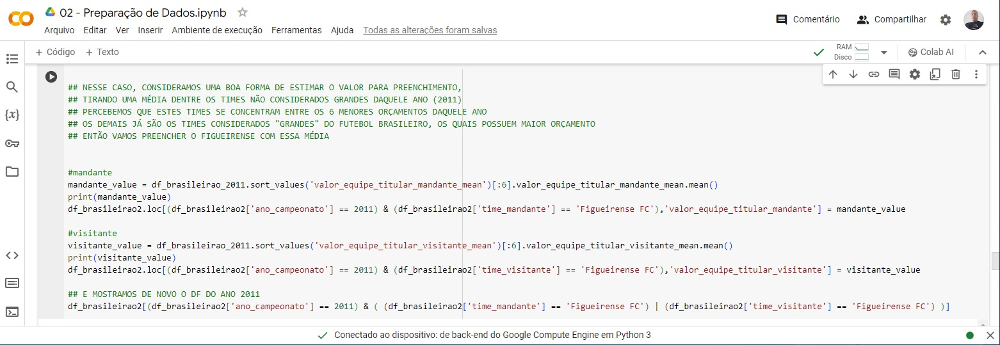 02 - Preparação de Dados.ipynb
Arquivo Editar Ver Inserir Ambiente de execução Ferramentas Ajuda Todas as alterações foram salvas
Comentário Compartilhar
+ Código + Texto
RAM
Disco
Colab AI
## NESSE CASO, CONSIDERAMOS UMA BOA FORMA DE ESTIMAR O VALOR PARA PREENCHIMENTO,
## TIRANDO UMA MÉDIA DENTRE OS TIMES NÃO CONSIDERADOS GRANDES DAQUELE ANO (2011)
## PERCEBEMOS QUE ESTES TIMES SE CONCENTRAM ENTRE OS 6 MENORES ORÇAMENTOS DAQUELE ANO
## OS DEMAIS JÁ SÃO OS TIMES CONSIDERADOS "GRANDES" DO FUTEBOL BRASILEIRO, OS QUAIS POSSUEM MAIOR ORÇAMENTO
## ENTÃO VAMOS PREENCHER O FIGUEIRENSE COM ESSA MÉDIA
#mandante
mandante_value = df_brasileirao_2011.sort_values('valor_equipe_titular_mandante_mean')[:6].valor_equipe_titular_mandante_mean.mean()
print(mandante_value)
df_brasileirao2.loc[(df_brasileirao2['ano_campeonato'] == 2011) & (df_brasileirao2['time_mandante'] == 'Figueirense FC'),'valor_equipe_titular_mandante'] = mandante_value
#visitante
visitante_value = df_brasileirao_2011.sort_values('valor_equipe_titular_visitante_mean')[:6].valor_equipe_titular_visitante_mean.mean()
print(visitante_value)
df_brasileirao2.loc[(df_brasileirao2['ano_campeonato'] == 2011) & (df_brasileirao2['time_visitante'] == 'Figueirense FC'),'valor_equipe_titular_visitante'] = visitante_value
## E MOSTRAMOS DE NOVO O DF DO ANO 2011
df_brasileirao2[(df_brasileirao2['ano_campeonato'] == 2011) & ( (df_brasileirao2['time_mandante'] == 'Figueirense FC') | (df_brasileirao2['time_visitante'] == 'Figueirense FC') )]
Conectado ao dispositivo: de back-end do Google Compute Engine em Python 3